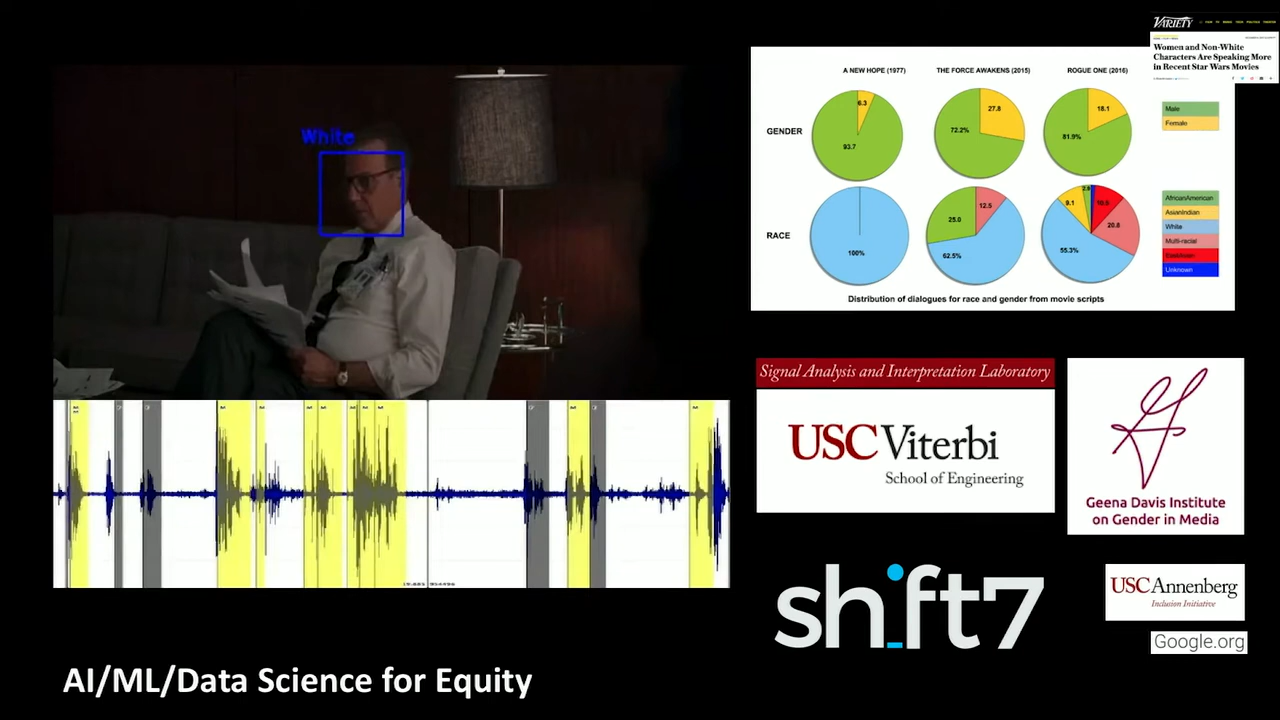 White
VARIETY
Women and Non-White
Characters Are Speaking More
in Recent Star Wars Movies
A NEW HOPE (1977)
THE FORCE AWAKENS (2015)
ROGUE ONE (2016)
GENDER
6.3
93.7
27.8
72.2%
18.1
81.9%
Male
Female
RACE
100%
25.0
12.5
62.5%
9.1
20.8
55.3%
AfricanAmerican
AsianIndian
White
Multi-racial
Unknown
Distribution of dialogues for race and gender from movie scripts
Signal Analysis and Interpretation Laboratory
USC Viterbi
School of Engineering
Geena Davis Institute
on Gender in Media
shift7
USC Annenberg
Inclusion Initiative
Google.org
AI/ML/Data Science for Equity